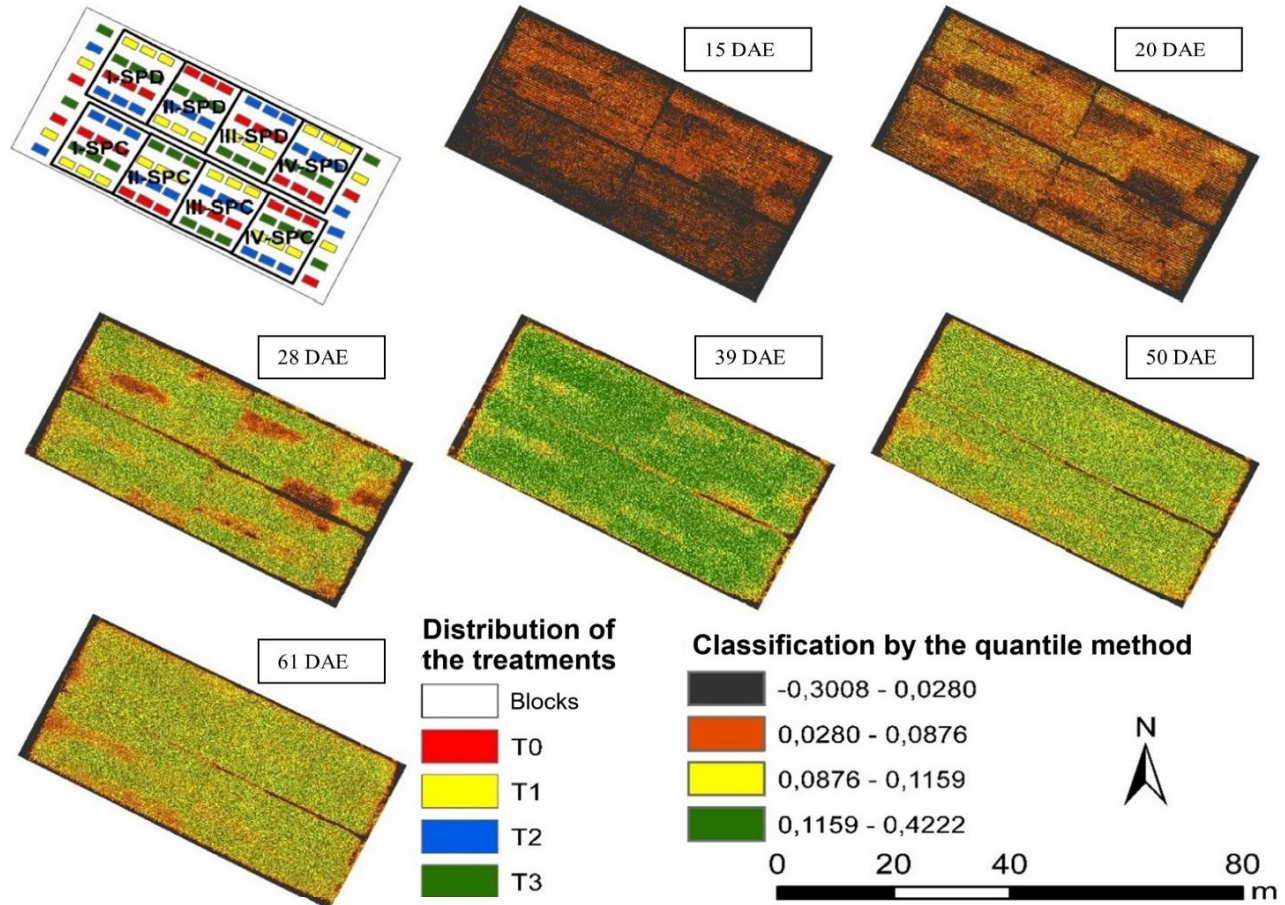 15 DAE
20 DAE
I-SPD
II-SPD
III-SPD
IV-SPD
I-SPC
II-SPC
III-SPC
IV-SPC
28 DAE
39 DAE
50 DAE
61 DAE
Distribution of
the treatments
Blocks
T0
T1
T2
T3
Classification by the quantile method
-0,3008 - 0,0280
0,0280 - 0,0876
0,0876 - 0,1159
0,1159 - 0,4222
N
0 20 40 80
m